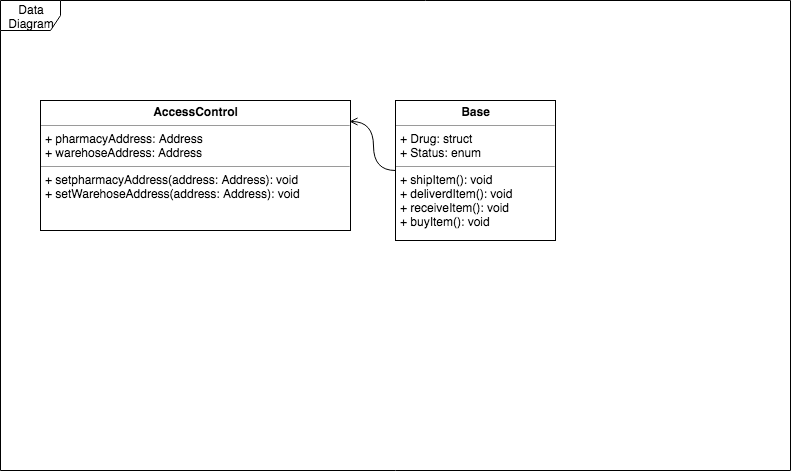 Data
Diagram
AccessControl
+ pharmacyAddress: Address
+ warehoseAddress: Address
+ setpharmacyAddress(address: Address): void
+ setWarehoseAddress(address: Address): void
Base
+ Drug: struct
+ Status: enum
+ shipItem(): void
+ deliverdItem(): void
+ receiveItem(): void
+ buyItem(): void